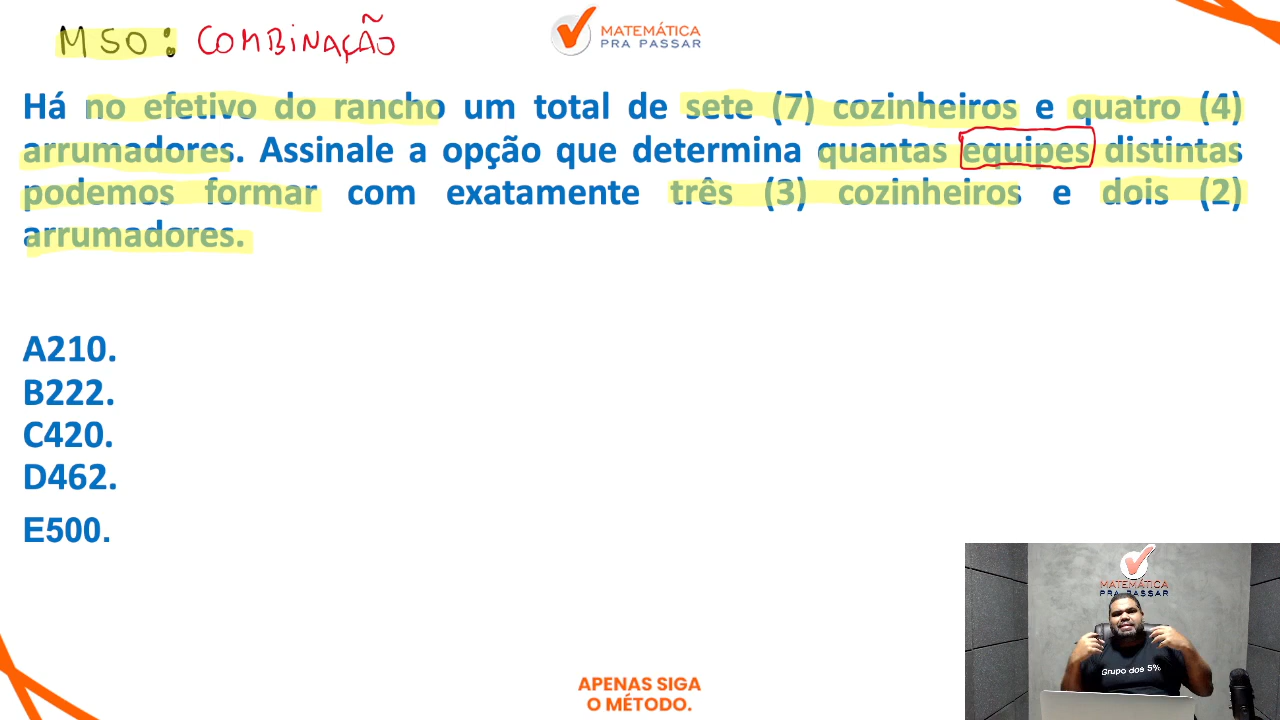 MSO: COMBINAÇÃO
MATEMÁTICA
PRA PASSAR
Há no efetivo do rancho um total de sete (7) cozinheiros e quatro (4)
arrumadores. Assinale a opção que determina quantas equipes distintas
podemos formar com exatamente três (3) cozinheiros e dois (2)
arrumadores.
A210.
B222.
C420.
D462.
E500.
MATEMÁTICA
PRA PASSAR
Grupo dos 5%
APENAS SIGA
O MÉTODO.